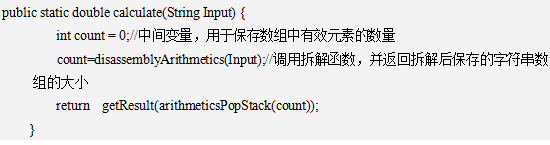 public static double calculate(String Input) {
int count = 0;//中间变量，用于保存数组中有效元素的数量
count=disassemblyArithmetics(Input);//调用拆解函数，并返回拆解后保存的字符串数
组的大小
return getResult(arithmeticsPopStack(count));
}